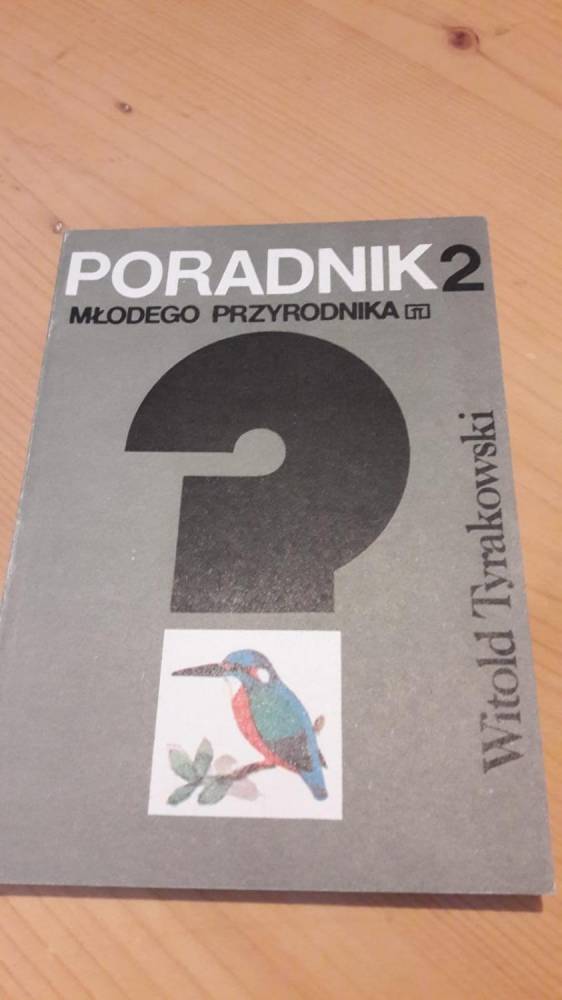 PORADNIK 2
MŁODEGO PRZYRODNIKA
?
Witold Tyrakowski